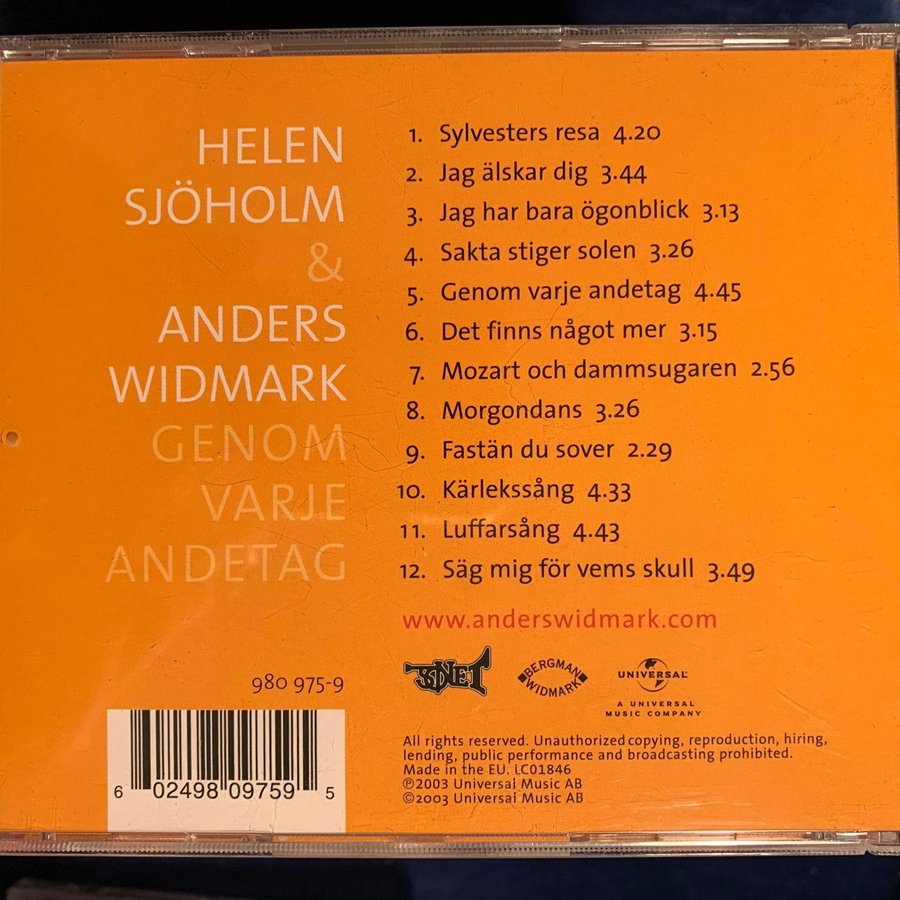 HELEN
SJÖHOLM
&
ANDERS
WIDMARK
GENOM
VARJE
ANDETAG
1. Sylvesters resa 4.20
2. Jag älskar dig 3.44
3. Jag har bara ögonblick 3.13
4. Sakta stiger solen 3.26
5. Genom varje andetag 4.45
6. Det finns något mer 3.15
7. Mozart och dammsugaren 2.56
8. Morgondans 3.26
9. Fastän du sover 2.29
10. Kärlekssång 4.33
11. Luffarsång 4.43
12. Säg mig för vems skull 3.49
www.anderswidmark.com
BERGMAN
WIDMARK
UNIVERSAL
A UNIVERSAL
MUSIC COMPANY
980 975-9
6 02498 09759 5
All rights reserved. Unauthorized copying, reproduction, hiring,
lending, public performance and broadcasting prohibited.
Made in the EU. LC01846
℗2003 Universal Music AB
©2003 Universal Music AB